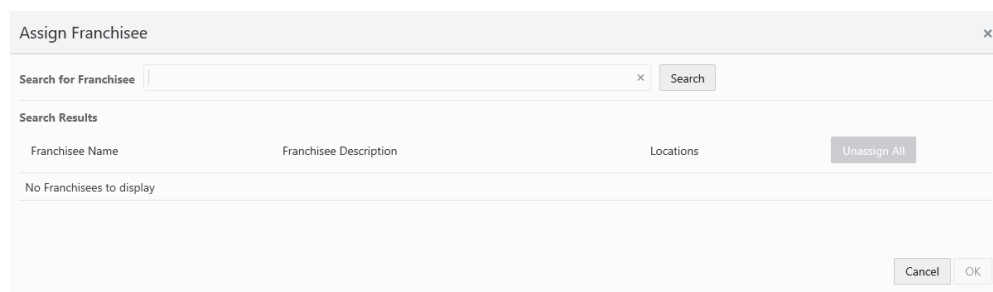 Assign Franchisee ×
Search for Franchisee × Search
Search Results
Franchisee Name Franchisee Description Locations Unassign All
No Franchisees to display
Cancel OK